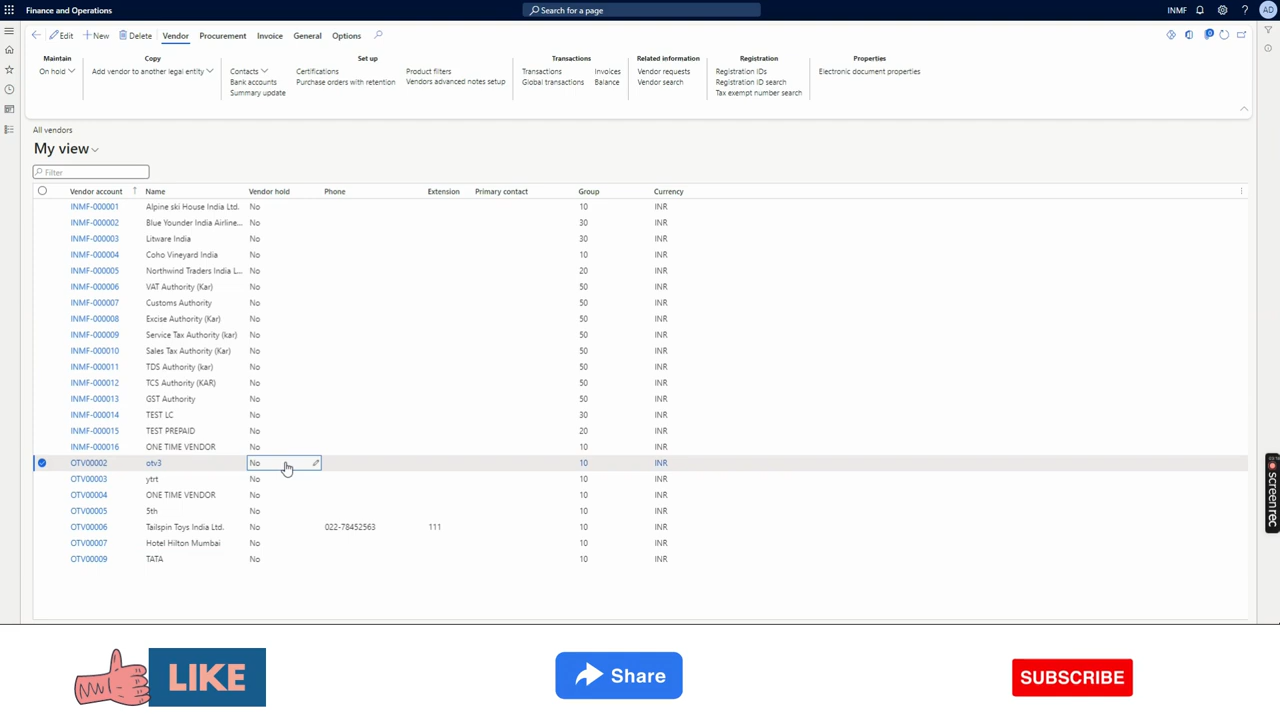 Finance and Operations
Search for a page
INMF
AD
Edit
New
Delete
Vendor
Procurement
Invoice
General
Options
0
Maintain
On hold
Copy
Add vendor to another legal entity
Set up
Contacts
Bank accounts
Summary update
Certifications
Purchase orders with retention
Product filters
Vendors advanced notes setup
Transactions
Transactions
Global transactions
Invoices
Balance
Related information
Vendor requests
Vendor search
Registration
Registration IDs
Registration ID search
Tax exempt number search
Properties
Electronic document properties
All vendors
My view
Filter
Vendor account Name Vendor hold Phone Extension Primary contact Group Currency
INMF-000001 Alpine ski House India Ltd. No 10 INR
INMF-000002 Blue Younder India Airline... No 30 INR
INMF-000003 Litware India No 30 INR
INMF-000004 Coho Vineyard India No 10 INR
INMF-000005 Northwind Traders India L... No 20 INR
INMF-000006 VAT Authority (Kar) No 50 INR
INMF-000007 Customs Authority No 50 INR
INMF-000008 Excise Authority (Kar) No 50 INR
INMF-000009 Service Tax Authority (kar) No 50 INR
INMF-000010 Sales Tax Authority (Kar) No 50 INR
INMF-000011 TDS Authority (kar) No 50 INR
INMF-000012 TCS Authority (KAR) No 50 INR
INMF-000013 GST Authority No 50 INR
INMF-000014 TEST LC No 30 INR
INMF-000015 TEST PREPAID No 20 INR
INMF-000016 ONE TIME VENDOR No 10 INR
OTV00002 otv3 No 10 INR
OTV00003 ytrt No 10 INR
OTV00004 ONE TIME VENDOR No 10 INR
OTV00005 5th No 10 INR
OTV00006 Tailspin Toys India Ltd. No 022-78452563 111 10 INR
OTV00007 Hotel Hilton Mumbai No 10 INR
OTV00009 TATA No 10 INR
screenrec
LIKE
Share
SUBSCRIBE